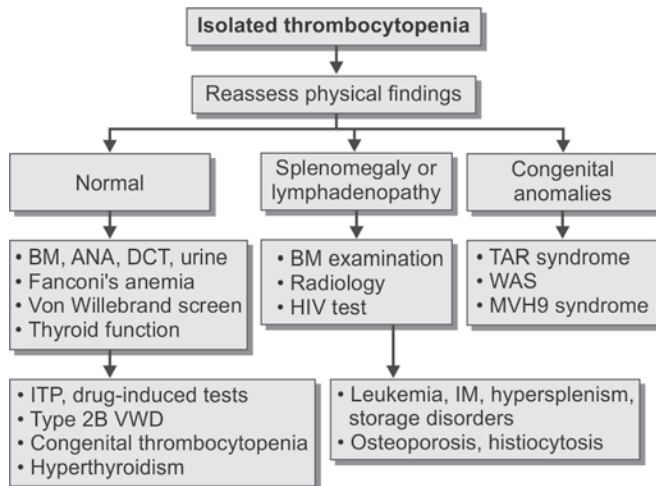 Isolated thrombocytopenia
Reassess physical findings
Normal
Splenomegaly or
lymphadenopathy
Congenital
anomalies
• BM, ANA, DCT, urine
• Fanconi's anemia
• Von Willebrand screen
• Thyroid function
• BM examination
• Radiology
• HIV test
• TAR syndrome
• WAS
• MVH9 syndrome
• ITP, drug-induced tests
• Type 2B VWD
• Congenital thrombocytopenia
• Hyperthyroidism
• Leukemia, IM, hypersplenism,
storage disorders
• Osteoporosis, histiocytosis